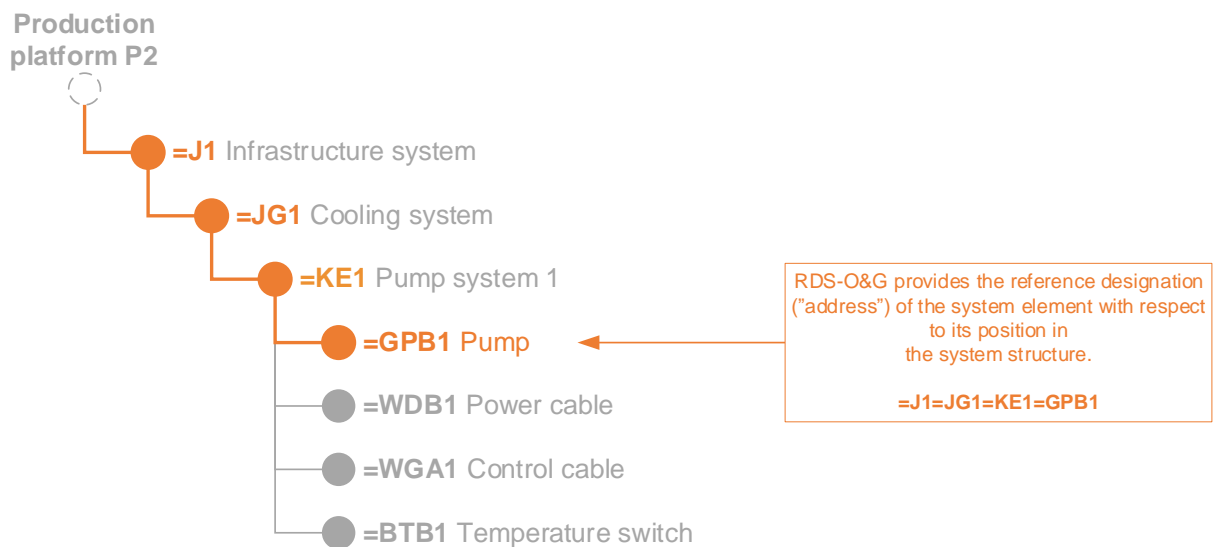 Production
platform P2
=J1 Infrastructure system
=JG1 Cooling system
=KE1 Pump system 1
=GPB1 Pump
=WDB1 Power cable
=WGA1 Control cable
=BTB1 Temperature switch
RDS-O&G provides the reference designation
("address") of the system element with respect
to its position in
the system structure.
=J1=JG1=KE1=GPB1